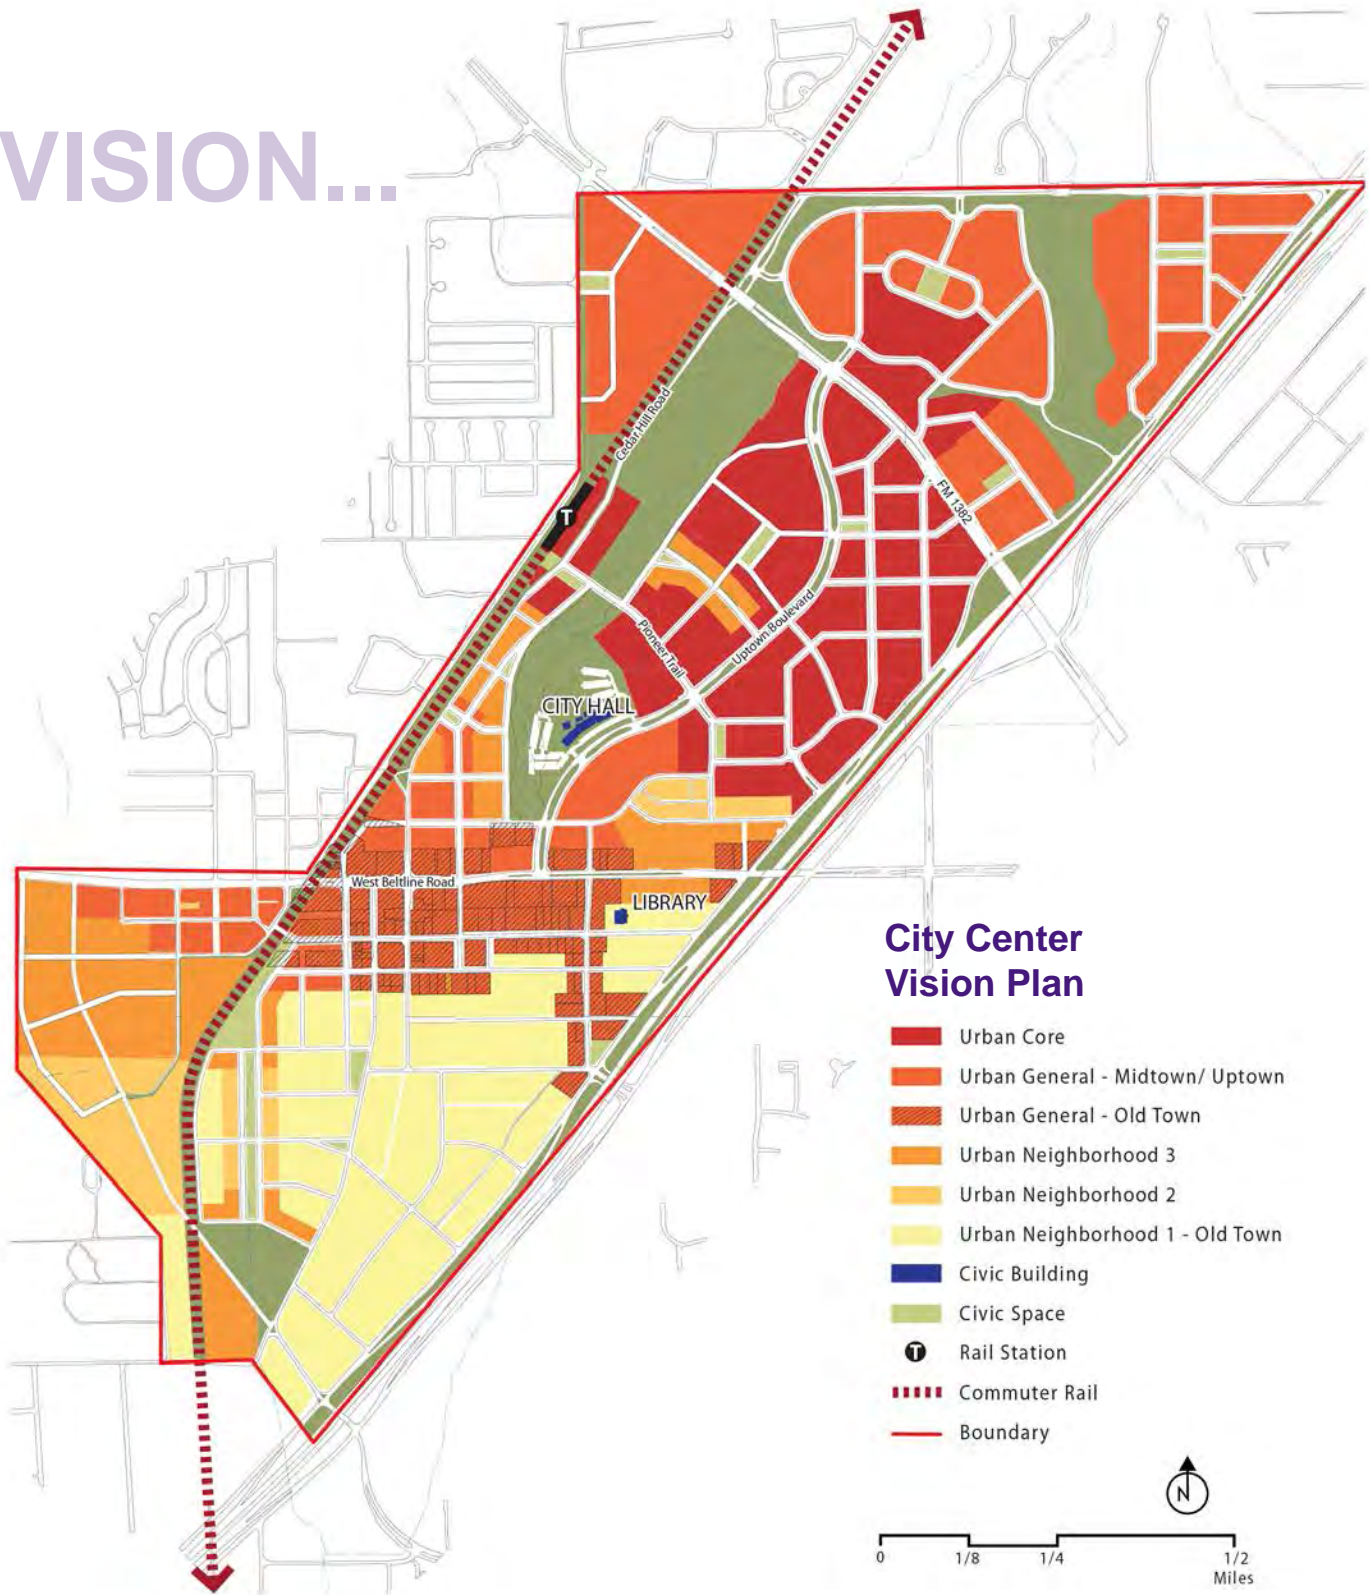 VISION...
Cedar Hill Road
T
FM 1382
Pioneer Trail
Uptown Boulevard
CITY HALL
West Beltline Road
LIBRARY
City Center
Vision Plan
Urban Core
Urban General - Midtown/ Uptown
Urban General - Old Town
Urban Neighborhood 3
Urban Neighborhood 2
Urban Neighborhood 1 - Old Town
Civic Building
Civic Space
T Rail Station
Commuter Rail
Boundary
N
0 1/8 1/4 1/2
Miles